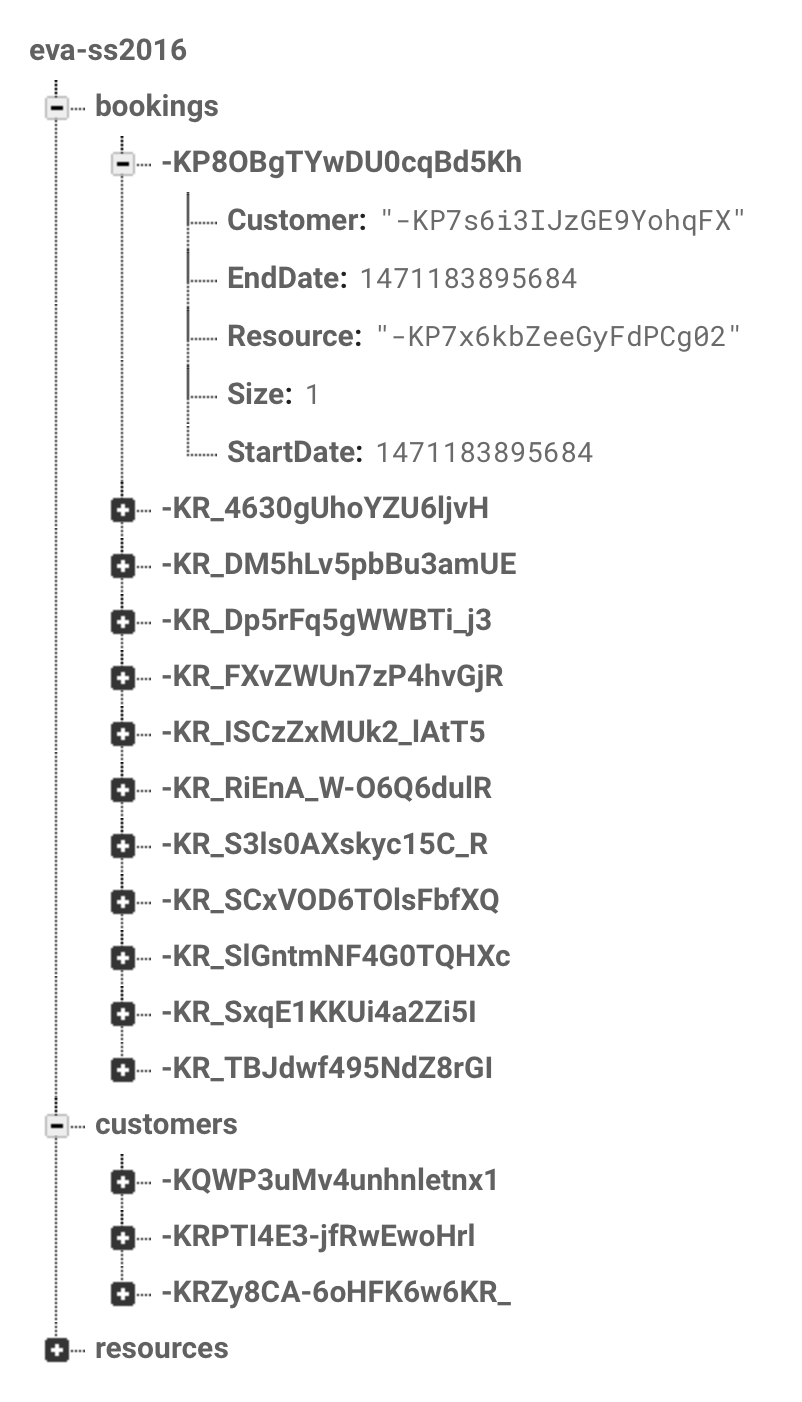 eva-ss2016
bookings
-KP8OBgTYwDU0cqBd5Kh
Customer: "-KP7s6i3IJzGE9YohqFX"
EndDate: 1471183895684
Resource: "-KP7x6kbZeeGyFdPCg02"
Size: 1
StartDate: 1471183895684
-KR_4630gUhoYZU6ljvH
-KR_DM5hLv5pbBu3amUE
-KR_Dp5rFq5gWWBTi_j3
-KR_FXvZWUn7zP4hvGjR
-KR_ISCzZxMUk2_lAtT5
-KR_RiEnA_W-O6Q6dulR
-KR_S3ls0AXskyc15C_R
-KR_SCxVOD6TOlsFbfXQ
-KR_SlGntmNF4G0TQHXc
-KR_SxqE1KKUi4a2Zi5I
-KR_TBJdwf495NdZ8rGI
customers
-KQWP3uMv4unhnletnx1
-KRPTI4E3-jfRwEwoHrl
-KRZy8CA-6oHFK6w6KR_
resources